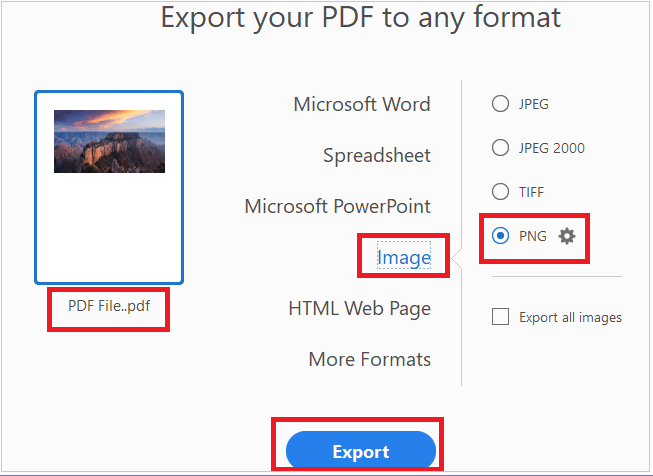 Export your PDF to any format
PDF File..pdf
Microsoft Word
Spreadsheet
Microsoft PowerPoint
Image
HTML Web Page
More Formats
JPEG
JPEG 2000
TIFF
PNG
Export all images
Export